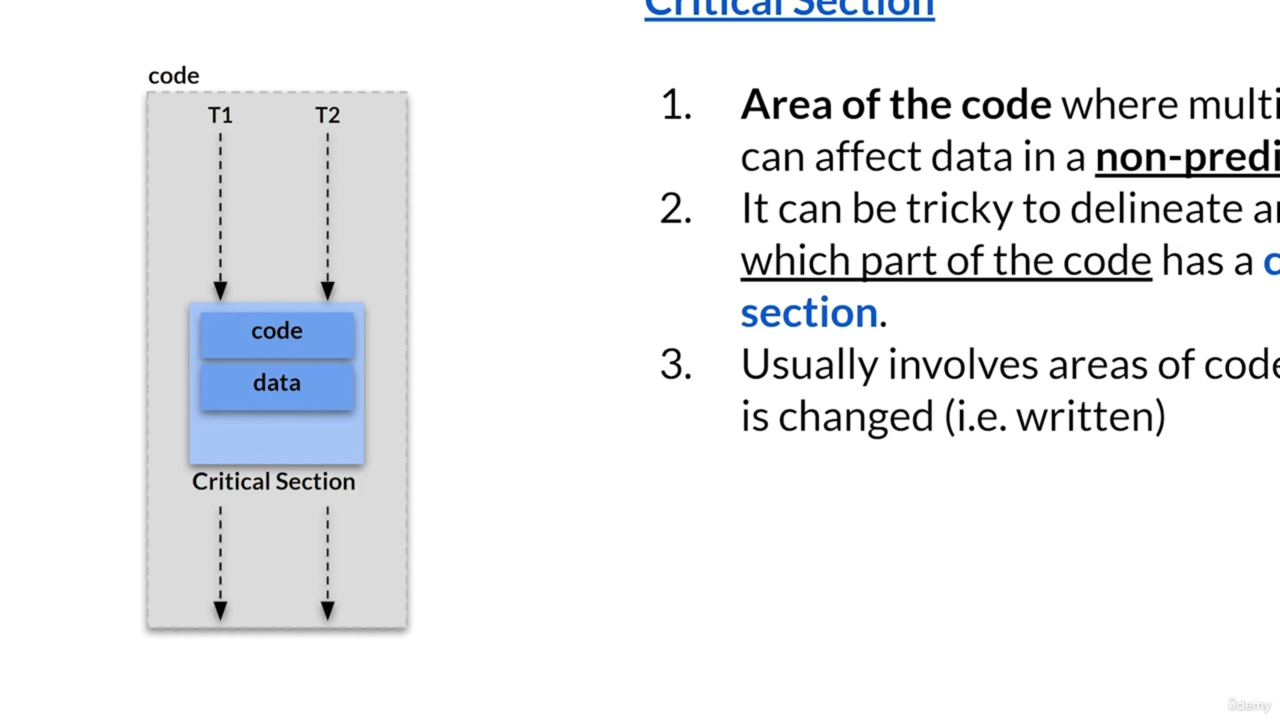 Critical Section
code
T1 T2
code
data
Critical Section
1. Area of the code where multi
can affect data in a non-predi
2. It can be tricky to delineate a
which part of the code has a
section.
3. Usually involves areas of code
is changed (i.e. written)
ûdemy